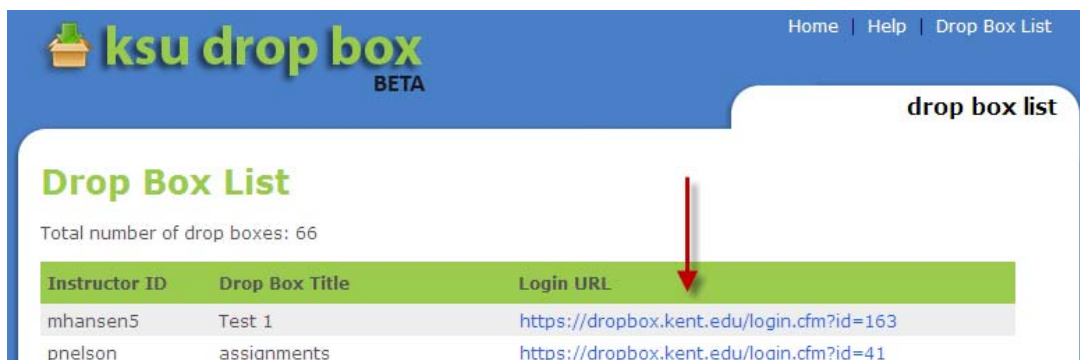 ksu drop box
BETA
Home | Help | Drop Box List
drop box list
Drop Box List
Total number of drop boxes: 66
Instructor ID Drop Box Title Login URL
mhansen5 Test 1 https://dropbox.kent.edu/login.cfm?id=163
pnelson assignments https://dropbox.kent.edu/login.cfm?id=41